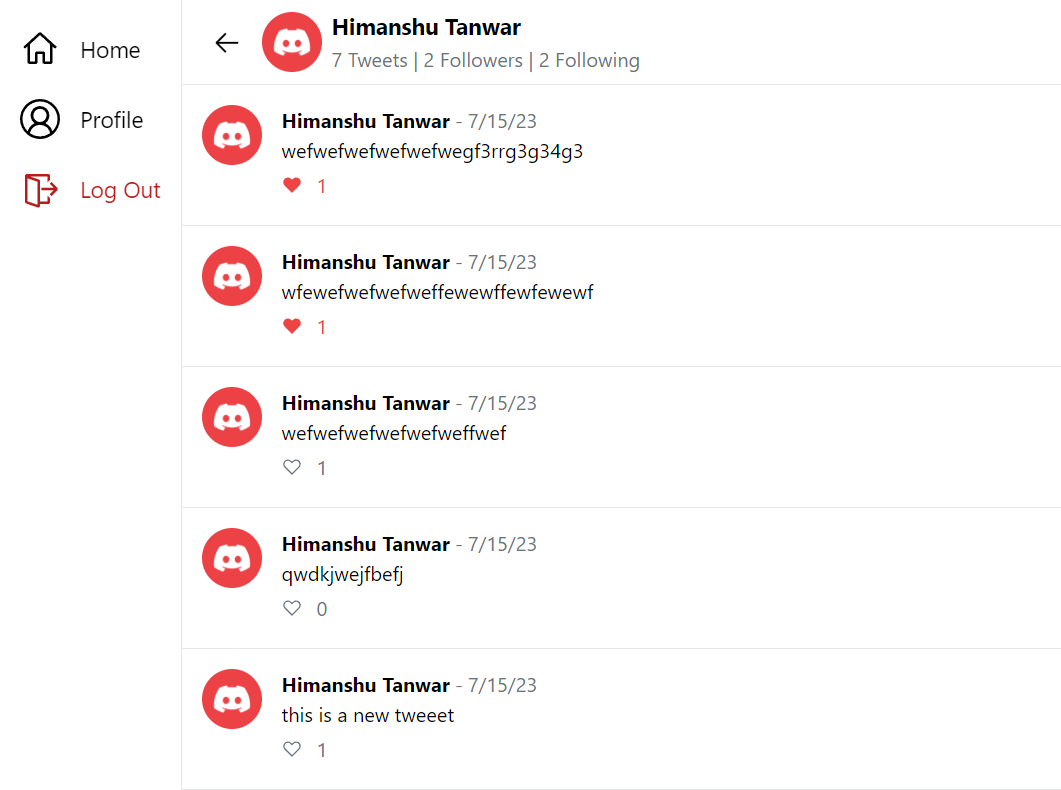 Home
Profile
Log Out
Himanshu Tanwar
7 Tweets | 2 Followers | 2 Following
Himanshu Tanwar - 7/15/23
wefwefwefwefwefwegf3rrg3g34g3
1
Himanshu Tanwar - 7/15/23
wfewefwefwefweffewewffewfewewf
1
Himanshu Tanwar - 7/15/23
wefwefwefwefwefweffwef
1
Himanshu Tanwar - 7/15/23
qwdkjwejfbefj
0
Himanshu Tanwar - 7/15/23
this is a new tweeet
1